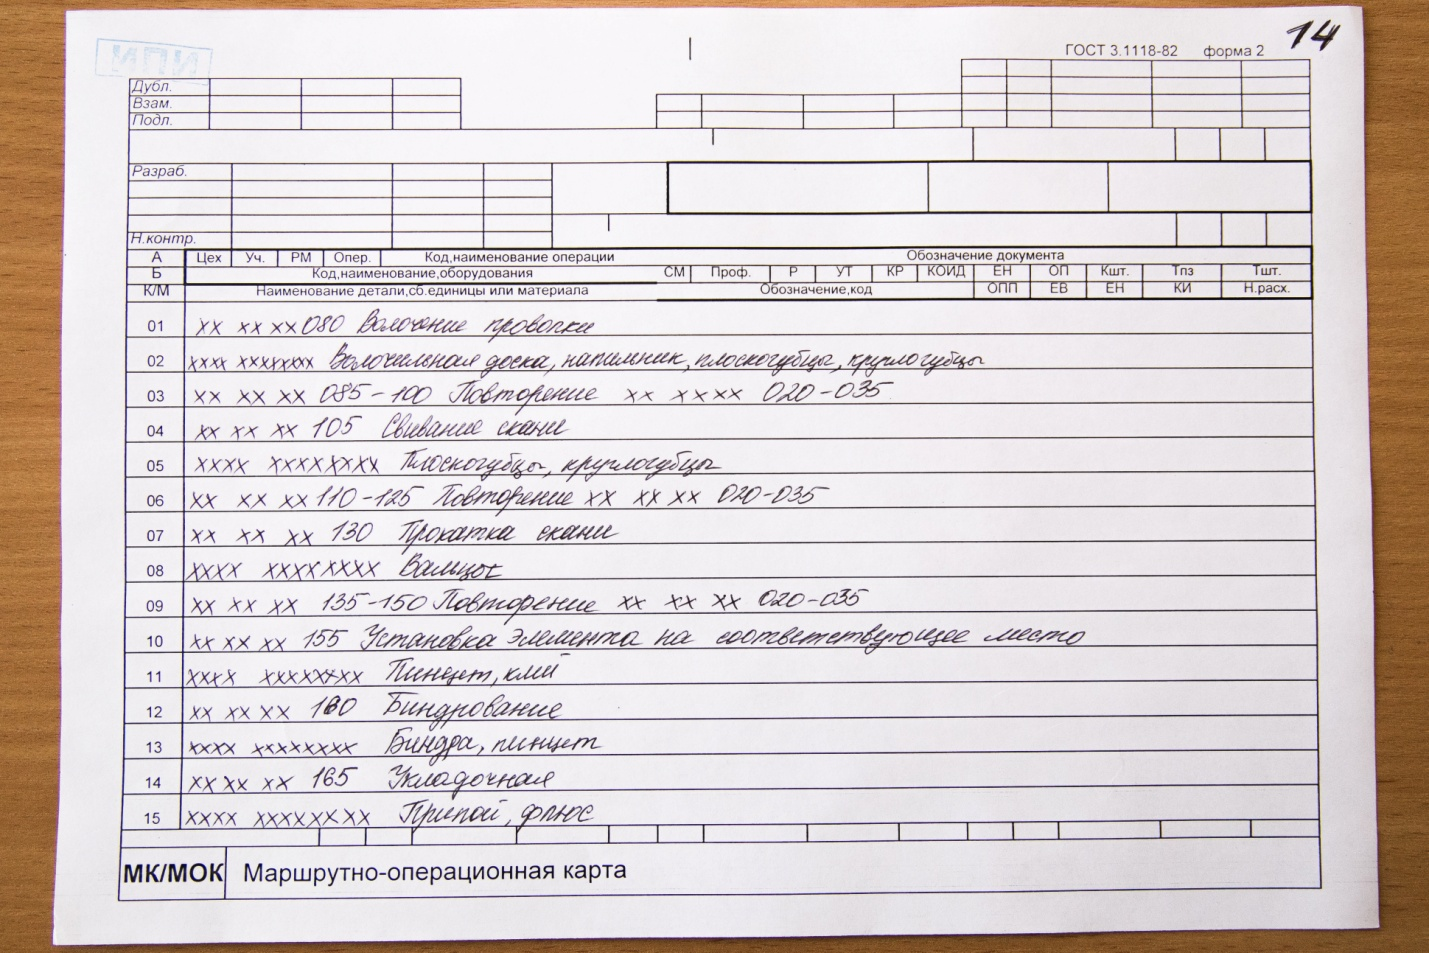 14
ГОСТ 3.1118-82 форма 2
Дубл.
Взам.
Подл.
Разраб.
Н.контр.
А Цех Уч. РМ Опер. Код,наименование операции Обозначение документа
Б Код,наименование,оборудования СМ Проф. Р УТ КР КОИД ЕН ОП Кшт. Тпз Тшт.
К/М Наименование детали,сб.единицы или материала Обозначение,код ОПП ЕВ ЕН КИ Н.расх.
01 хх хх хх 080 Волочение проволки
02 хххх ххххххх Волочильная доска, напильник, плоскогубцы, круглогубцы
03 хх хх хх 085-100 Повторение хх хххх 020-035
04 хх хх хх 105 Свивание скани
05 хххх хххххххх Плоскогубцы, круглогубцы
06 хх хх хх 110-125 Повторение хх хх хх 020-035
07 хх хх хх 130 Прокатка скани
08 хххх хххххххх Вальцы
09 хх хх хх 135-150 Повторение хх хх хх 020-035
10 хх хх хх 155 Установка элемента на соответствующее место
11 хххх хххххххх Пинцет, клей
12 хх хх хх 160 Биндрование
13 хххх хххххххх Биндра, пинцет
14 хх хх хх 165 Укладочная
15 хххх хххххххх Припой, флюс
МК/МОК Маршрутно-операционная карта